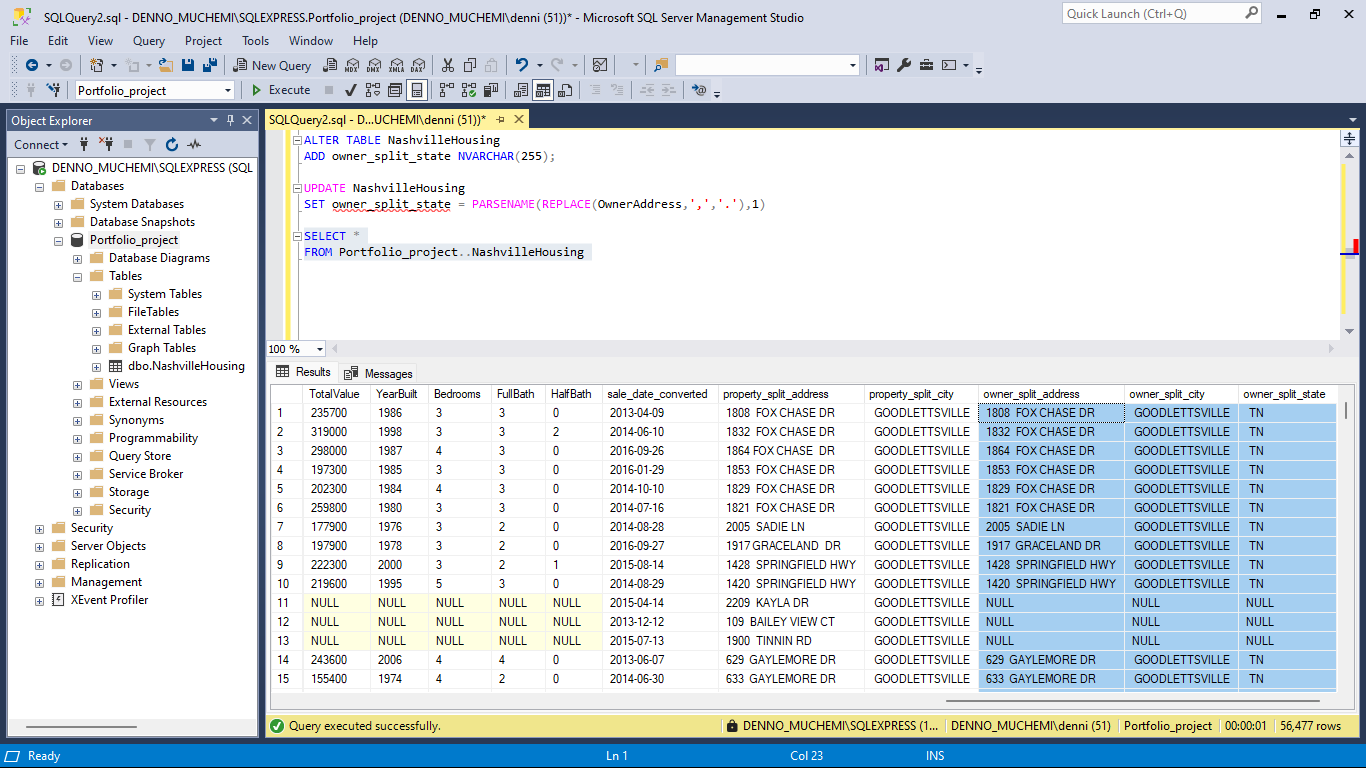 SQLQuery2.sql - DENNO_MUCHEMI\SQLEXPRESS.Portfolio_project (DENNO_MUCHEMI\denni (51))* - Microsoft SQL Server Management Studio
Quick Launch (Ctrl+Q)
File Edit View Query Project Tools Window Help
New Query MDX DMX XMLA DAX
Portfolio_project Execute
Object Explorer
Connect
DENNO_MUCHEMI\SQLEXPRESS (SQL
Databases
System Databases
Database Snapshots
Portfolio_project
Database Diagrams
Tables
System Tables
FileTables
External Tables
Graph Tables
dbo.NashvilleHousing
Views
External Resources
Synonyms
Programmability
Query Store
Service Broker
Storage
Security
Security
Server Objects
Replication
Management
XEvent Profiler
SQLQuery2.sql - D...UCHEMI\denni (51))*
ALTER TABLE NashvilleHousing
ADD owner_split_state NVARCHAR(255);
UPDATE NashvilleHousing
SET owner_split_state = PARSENAME(REPLACE(OwnerAddress,',','.'),1)
SELECT *
FROM Portfolio_project..NashvilleHousing
100 %
Results Messages
TotalValue YearBuilt Bedrooms FullBath HalfBath sale_date_converted property_split_address property_split_city owner_split_address owner_split_city owner_split_state
1 235700 1986 3 3 0 2013-04-09 1808 FOX CHASE DR GOODLETTSVILLE 1808 FOX CHASE DR GOODLETTSVILLE TN
2 319000 1998 3 3 2 2014-06-10 1832 FOX CHASE DR GOODLETTSVILLE 1832 FOX CHASE DR GOODLETTSVILLE TN
3 298000 1987 4 3 0 2016-09-26 1864 FOX CHASE DR GOODLETTSVILLE 1864 FOX CHASE DR GOODLETTSVILLE TN
4 197300 1985 3 3 0 2016-01-29 1853 FOX CHASE DR GOODLETTSVILLE 1853 FOX CHASE DR GOODLETTSVILLE TN
5 202300 1984 4 3 0 2014-10-10 1829 FOX CHASE DR GOODLETTSVILLE 1829 FOX CHASE DR GOODLETTSVILLE TN
6 259800 1980 3 3 0 2014-07-16 1821 FOX CHASE DR GOODLETTSVILLE 1821 FOX CHASE DR GOODLETTSVILLE TN
7 177900 1976 3 2 0 2014-08-28 2005 SADIE LN GOODLETTSVILLE 2005 SADIE LN GOODLETTSVILLE TN
8 197900 1978 3 2 0 2016-09-27 1917 GRACELAND DR GOODLETTSVILLE 1917 GRACELAND DR GOODLETTSVILLE TN
9 222300 2000 3 2 1 2015-08-14 1428 SPRINGFIELD HWY GOODLETTSVILLE 1428 SPRINGFIELD HWY GOODLETTSVILLE TN
10 219600 1995 5 3 0 2014-08-29 1420 SPRINGFIELD HWY GOODLETTSVILLE 1420 SPRINGFIELD HWY GOODLETTSVILLE TN
11 NULL NULL NULL NULL NULL 2015-04-14 2209 KAYLA DR GOODLETTSVILLE NULL NULL NULL
12 NULL NULL NULL NULL NULL 2013-12-12 109 BAILEY VIEW CT GOODLETTSVILLE NULL NULL NULL
13 NULL NULL NULL NULL NULL 2015-07-13 1900 TINNIN RD GOODLETTSVILLE NULL NULL NULL
14 243600 2006 4 4 0 2013-06-07 629 GAYLEMORE DR GOODLETTSVILLE 629 GAYLEMORE DR GOODLETTSVILLE TN
15 155400 1974 4 2 0 2014-06-30 633 GAYLEMORE DR GOODLETTSVILLE 633 GAYLEMORE DR GOODLETTSVILLE TN
Query executed successfully. DENNO_MUCHEMI\SQLEXPRESS (1... DENNO_MUCHEMI\denni (51) Portfolio_project 00:00:01 56,477 rows
Ready Ln 1 Col 23 INS